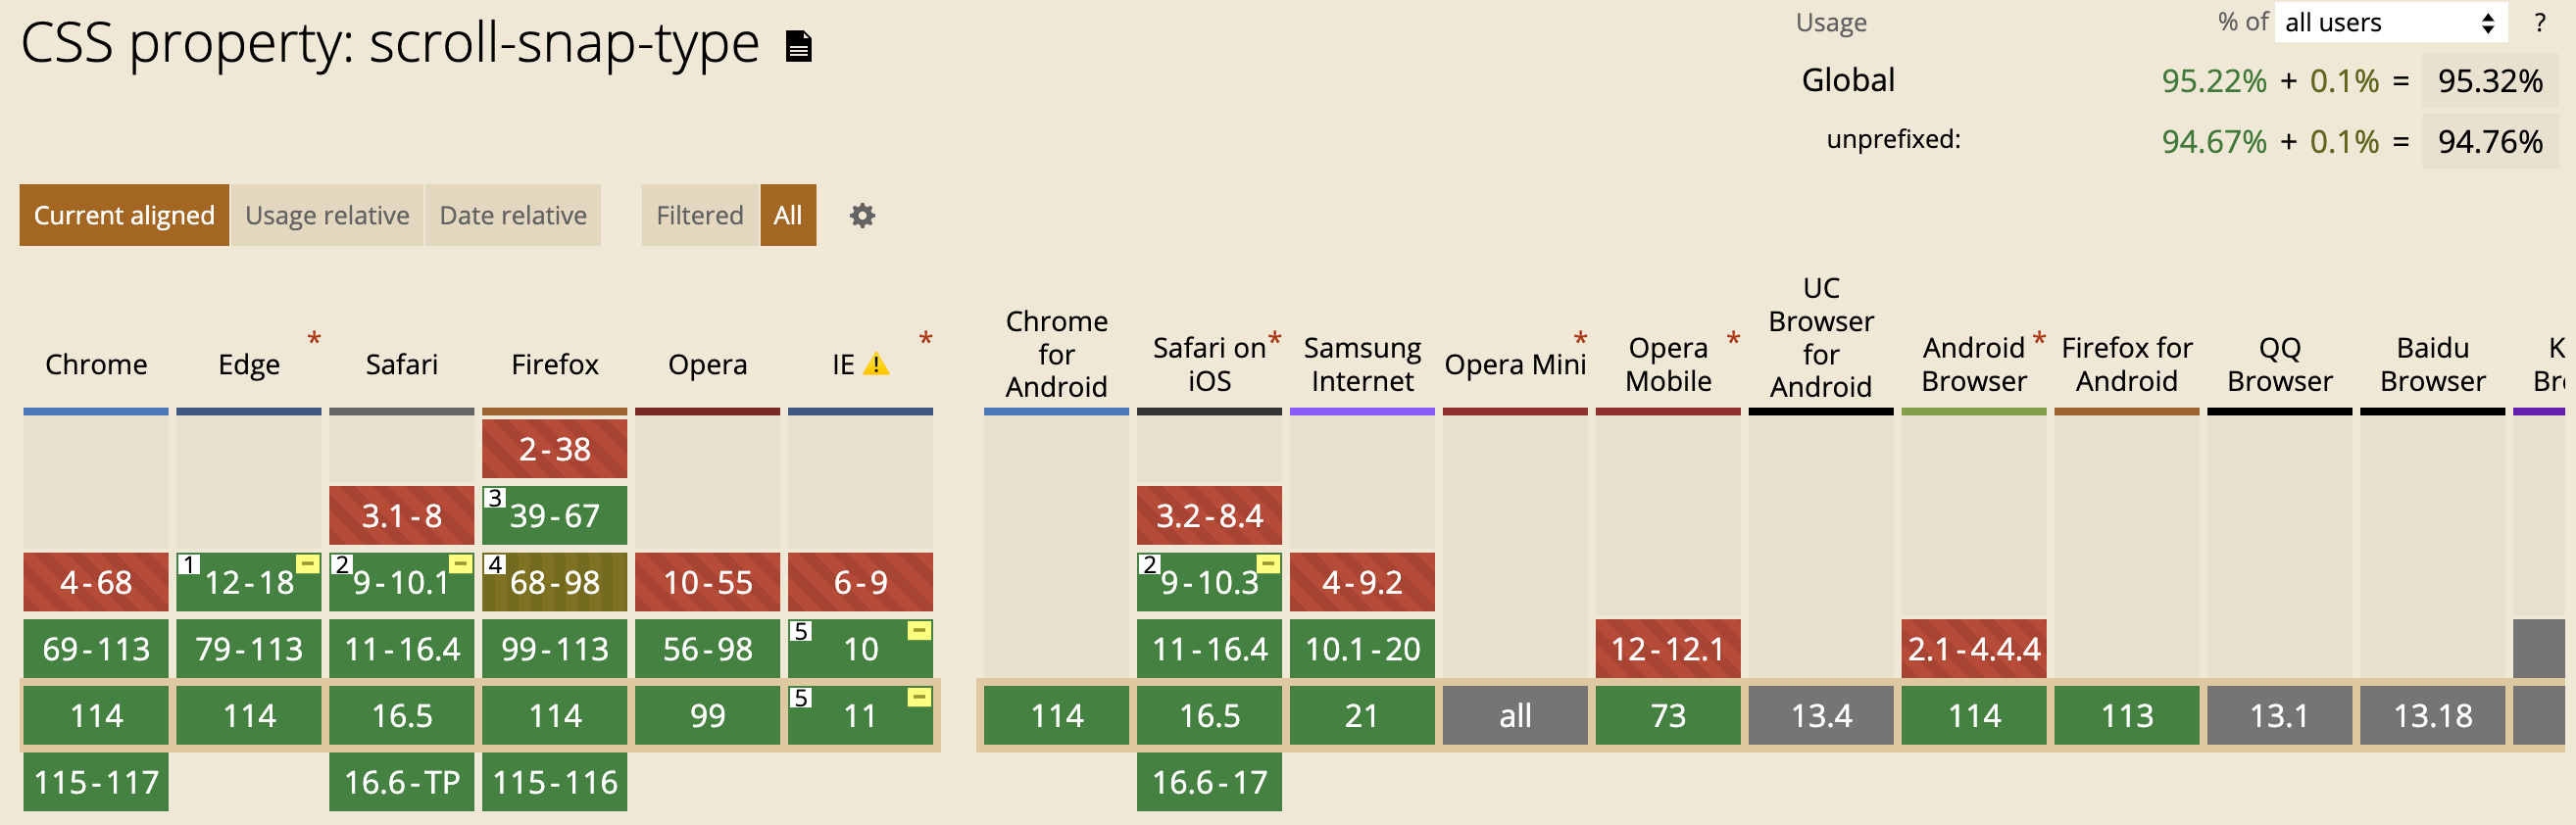 CSS property: scroll-snap-type
Usage % of all users ?
Global 95.22% + 0.1% = 95.32%
unprefixed: 94.67% + 0.1% = 94.76%
Current aligned Usage relative Date relative Filtered All
Chrome
Edge *
Safari
Firefox
Opera
IE *
Chrome for Android
Safari on iOS *
Samsung Internet
Opera Mini *
Opera Mobile *
UC Browser for Android
Android Browser *
Firefox for Android
QQ Browser
Baidu Browser
2-38
3.1-8 3 39-67 3.2-8.4
4-68 1 12-18 2 9-10.1 4 68-98 10-55 6-9 2 9-10.3 4-9.2
69-113 79-113 11-16.4 99-113 56-98 5 10 11-16.4 10.1-20 12-12.1 2.1-4.4.4
114 114 16.5 114 99 5 11 114 16.5 21 all 73 13.4 114 113 13.1 13.18
115-117 16.6-TP 115-116 16.6-17